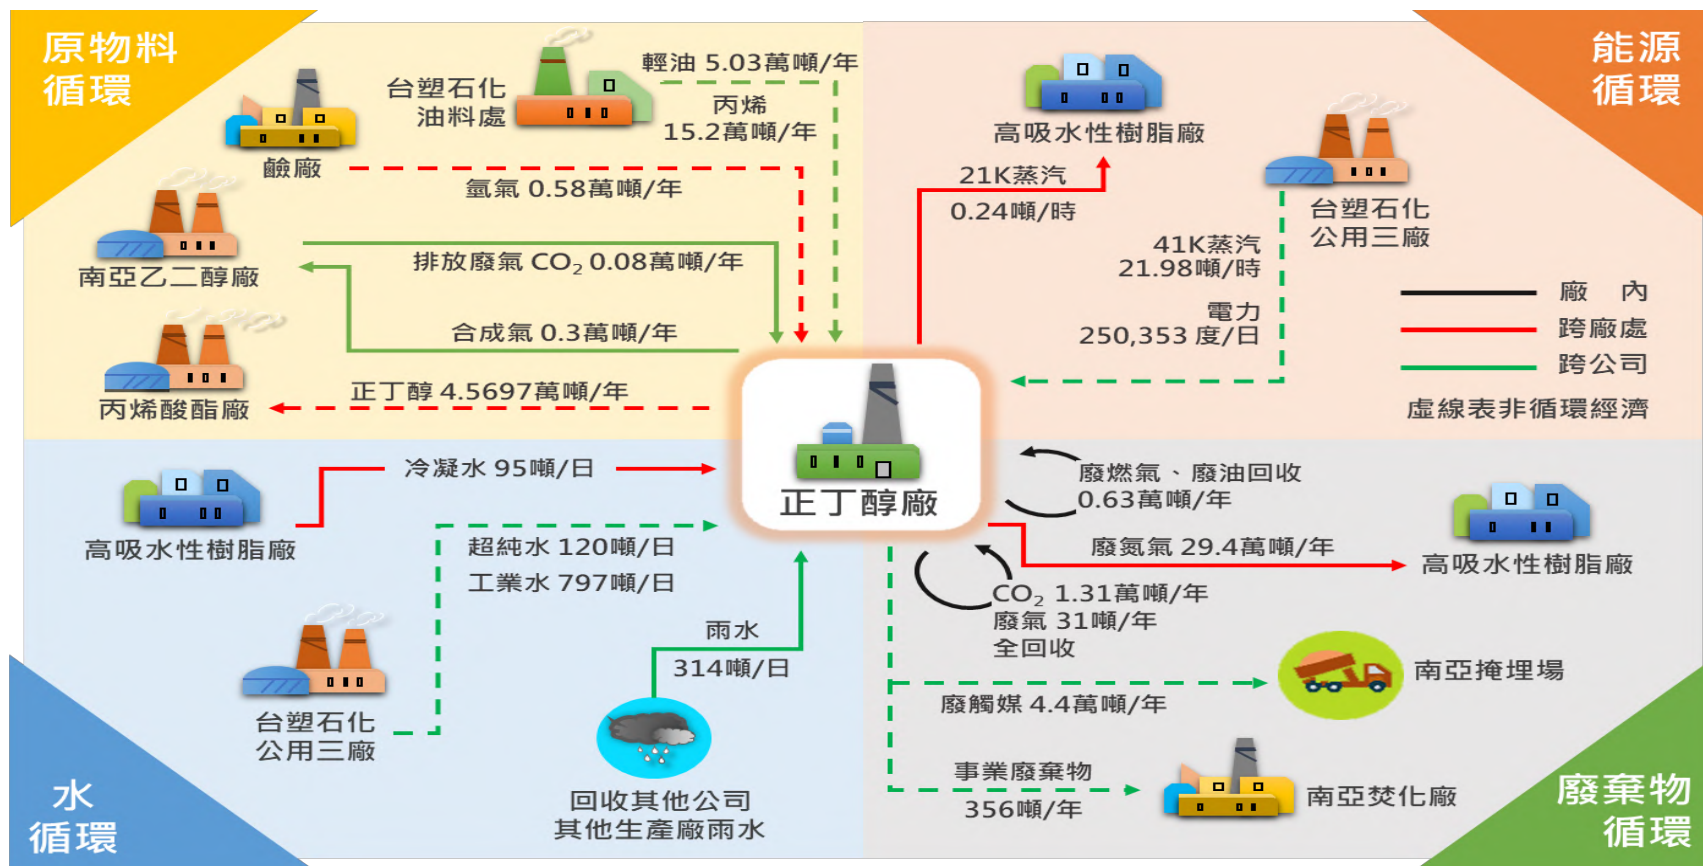 原物料
循環
鹼廠
台塑石化
油料處
輕油 5.03萬噸/年
丙烯
15.2萬噸/年
氫氣 0.58萬噸/年
南亞乙二醇廠
排放廢氣 CO₂ 0.08萬噸/年
合成氣 0.3萬噸/年
丙烯酸酯廠
正丁醇 4.5697萬噸/年
能源
循環
高吸水性樹脂廠
21K蒸汽
0.24噸/時
台塑石化
公用三廠
41K蒸汽
21.98噸/時
電力
250,353 度/日
廠 內
跨廠處
跨公司
虛線表非循環經濟
正丁醇廠
高吸水性樹脂廠
冷凝水 95噸/日
超純水 120噸/日
工業水 797噸/日
台塑石化
公用三廠
雨水
314噸/日
回收其他公司
其他生產廠雨水
水
循環
廢燃氣、廢油回收
0.63萬噸/年
廢氮氣 29.4萬噸/年
高吸水性樹脂廠
CO₂ 1.31萬噸/年
廢氣 31噸/年
全回收
南亞掩埋場
廢觸媒 4.4萬噸/年
事業廢棄物
356噸/年
南亞焚化廠
廢棄物
循環